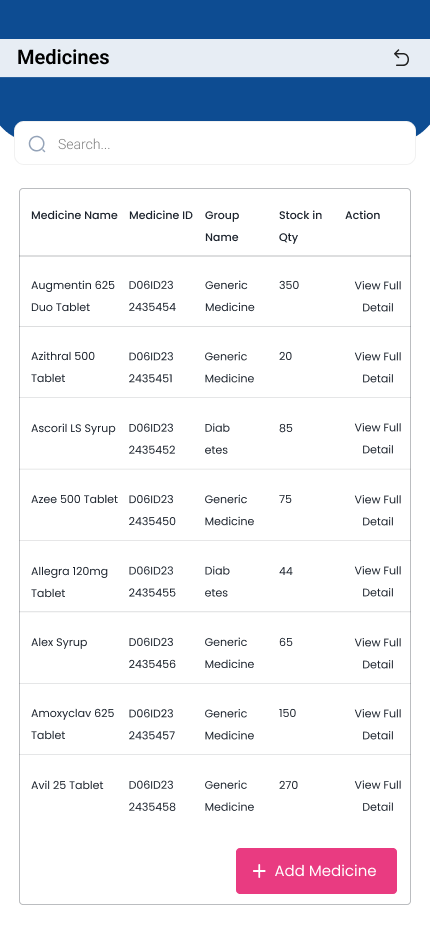 Medicines
Search...
Medicine Name Medicine ID Group Stock in Action
Name Qty
Augmentin 625 D06ID23 Generic 350 View Full
Duo Tablet 2435454 Medicine Detail
Azithral 500 D06ID23 Generic 20 View Full
Tablet 2435451 Medicine Detail
Ascoril LS Syrup D06ID23 Diab 85 View Full
2435452 etes Detail
Azee 500 Tablet D06ID23 Generic 75 View Full
2435450 Medicine Detail
Allegra 120mg D06ID23 Diab 44 View Full
Tablet 2435455 etes Detail
Alex Syrup D06ID23 Generic 65 View Full
2435456 Medicine Detail
Amoxyclav 625 D06ID23 Generic 150 View Full
Tablet 2435457 Medicine Detail
Avil 25 Tablet D06ID23 Generic 270 View Full
2435458 Medicine Detail
+ Add Medicine